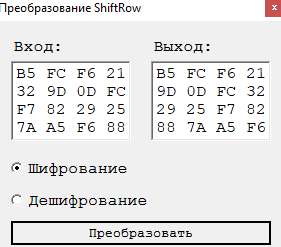 Преобразование ShiftRow x
Вход: Выход:
B5 FC F6 21 B5 FC F6 21
32 9D 0D FC 9D 0D FC 32
F7 82 29 25 29 25 F7 82
7A A5 F6 88 88 7A A5 F6
Шифрование
Дешифрование
Преобразовать